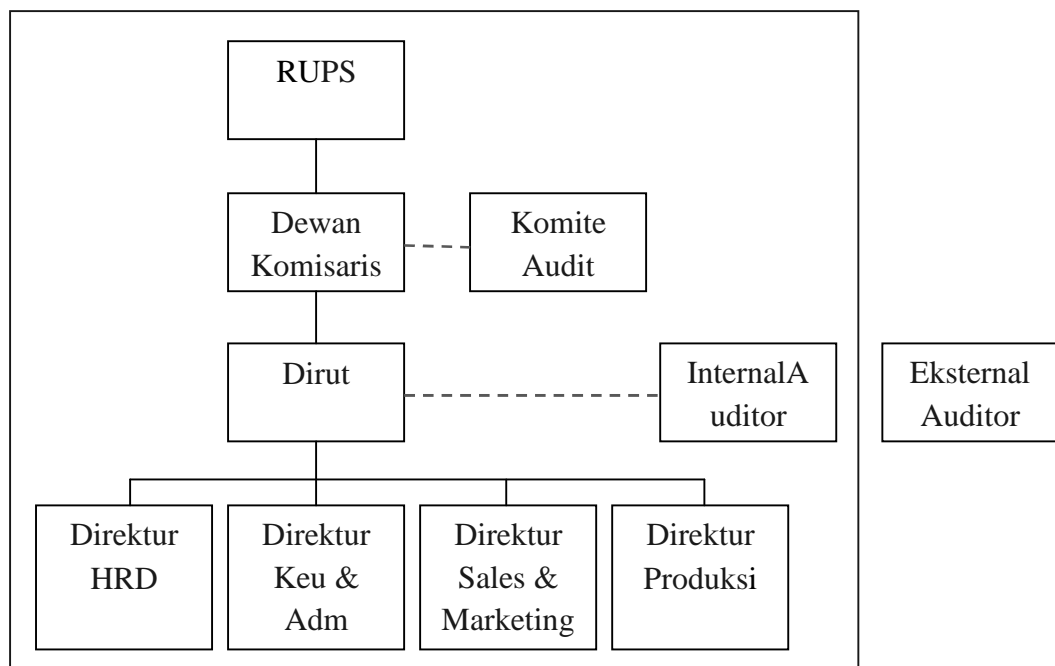 RUPS
Dewan
Komisaris
Komite
Audit
Dirut
InternalA
uditor
Eksternal
Auditor
Direktur
HRD
Direktur
Keu &
Adm
Direktur
Sales &
Marketing
Direktur
Produksi